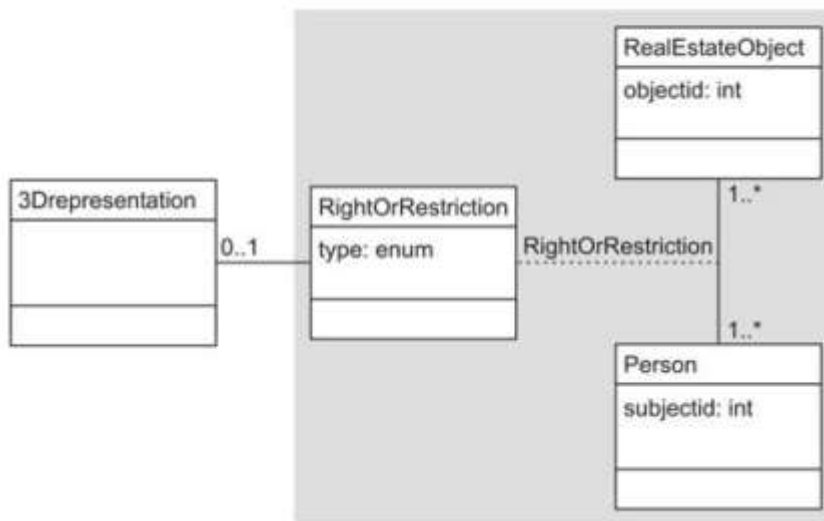 RealEstateObject
objectid: int
3Drepresentation
RightOrRestriction
1..*
0..1
type: enum
RightOrRestriction
1..*
Person
subjectid: int